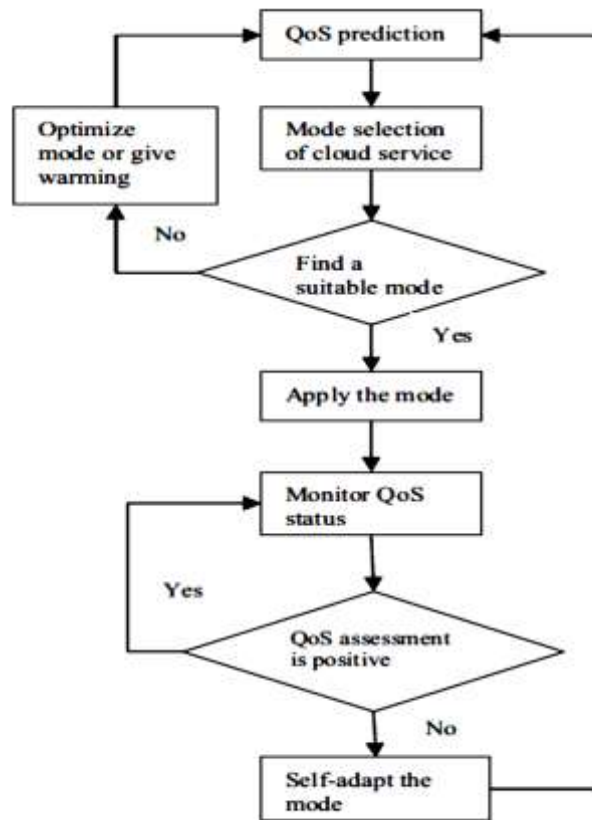 QoS prediction
Optimize
mode or give
warming
Mode selection
of cloud service
No
Find a
suitable mode
Yes
Apply the mode
Monitor QoS
status
Yes
QoS assessment
is positive
No
Self-adapt the
mode